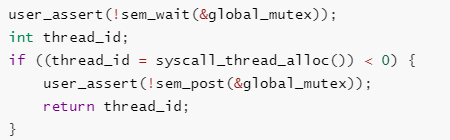 user_assert(!sem_wait(&global_mutex));
int thread_id;
if ((thread_id = syscall_thread_alloc()) < 0) {
    user_assert(!sem_post(&global_mutex));
    return thread_id;
}